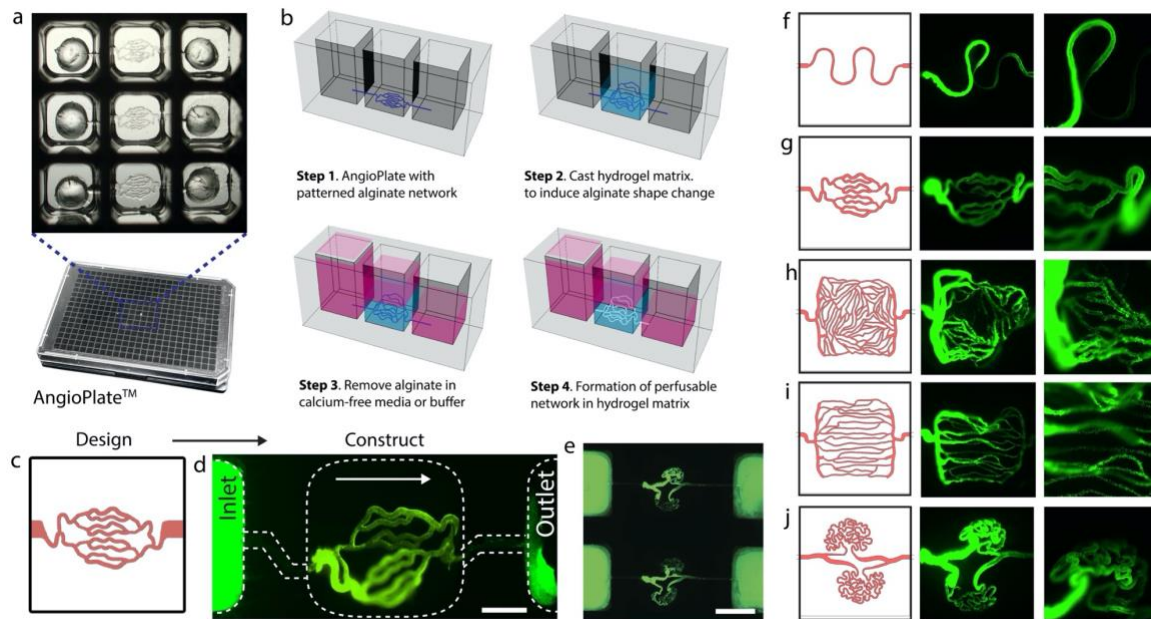 a
b
Step 1. AngioPlate with
patterned alginate network
Step 2. Cast hydrogel matrix.
to induce alginate shape change
Step 3. Remove alginate in
calcium-free media or buffer
Step 4. Formation of perfusable
network in hydrogel matrix
AngioPlate™
Design
Construct
c
d
Inlet
Outlet
e
f
g
h
i
j